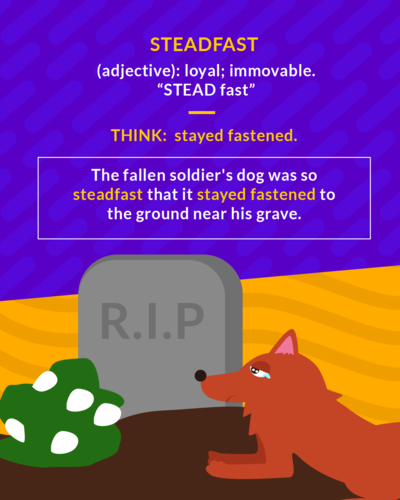 STEADFAST
(adjective): loyal; immovable.
“STEAD fast”
THINK: stayed fastened.
The fallen soldier's dog was so
steadfast that it stayed fastened to
the ground near his grave.
R.I.P